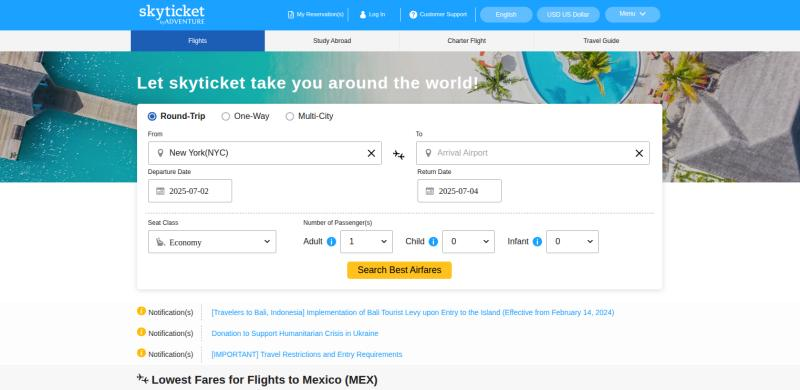 skyticket
by ADVENTURE
My Reservation(s)
Log In
Customer Support
English
USD US Dollar
Menu
Flights
Study Abroad
Charter Flight
Travel Guide
Let skyticket take you around the world!
Round-Trip
One-Way
Multi-City
From
To
New York(NYC)
Arrival Airport
Departure Date
Return Date
2025-07-02
2025-07-04
Seat Class
Number of Passenger(s)
Economy
Adult
1
Child
0
Infant
0
Search Best Airfares
Notification(s)
[Travelers to Bali, Indonesia] Implementation of Bali Tourist Levy upon Entry to the Island (Effective from February 14, 2024)
Notification(s)
Donation to Support Humanitarian Crisis in Ukraine
Notification(s)
[IMPORTANT] Travel Restrictions and Entry Requirements
Lowest Fares for Flights to Mexico (MEX)